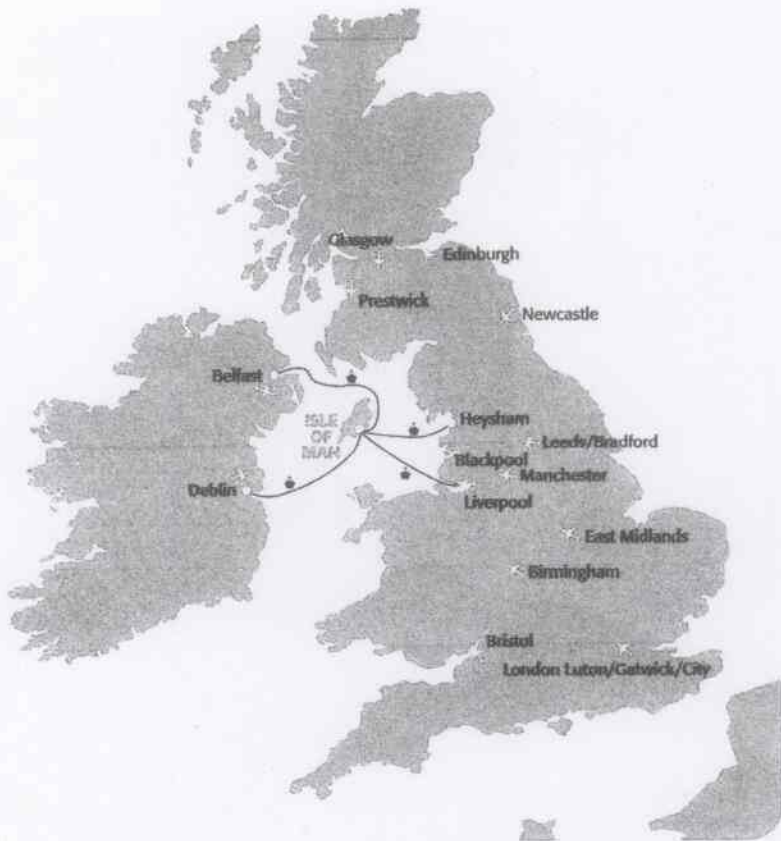 Glasgow
Edinburgh
Prestwick
Newcastle
Belfast
ISLE
OF
MAN
Heysham
Leeds/Bradford
Blackpool
Manchester
Deblin
Liverpool
East Midlands
Birmingham
Bristol
London Luton/Gatwick/City